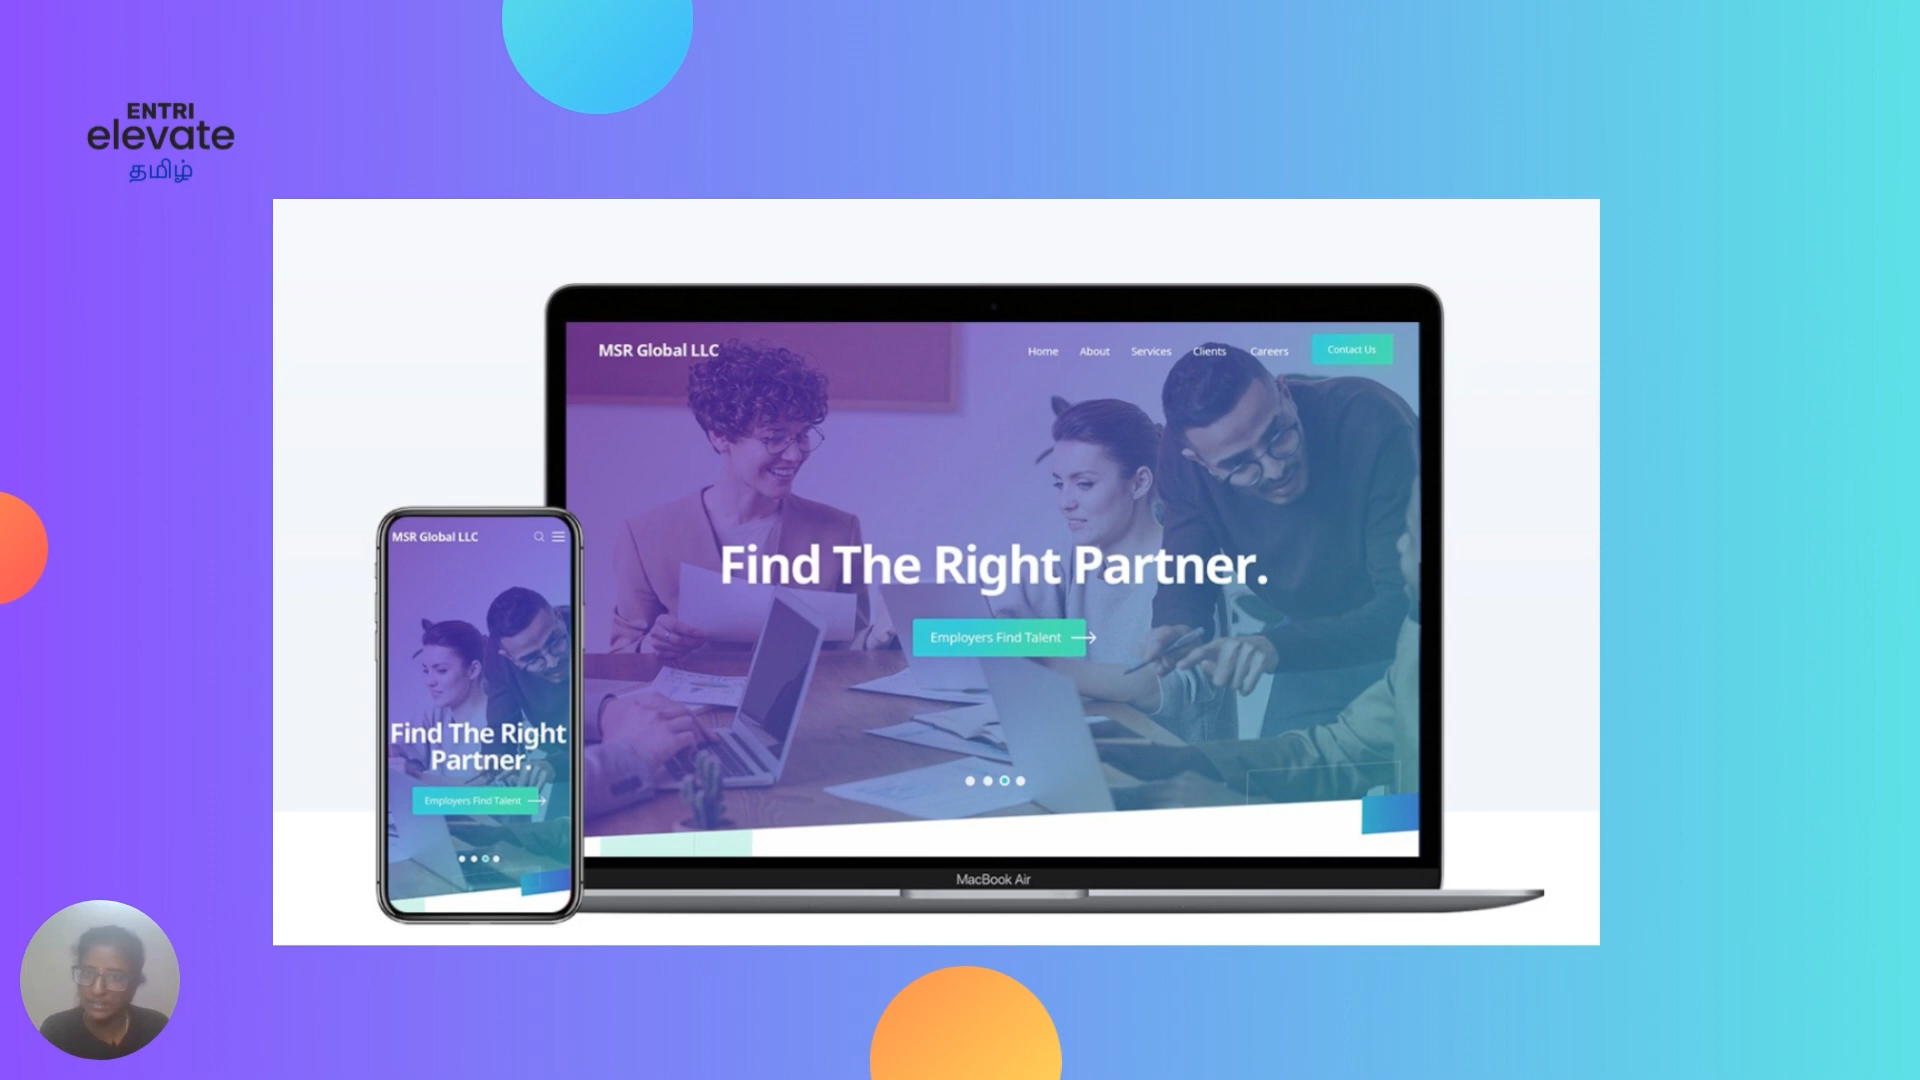 ENTRI
elevate
தமிழ்
MSR Global LLC
Home About Services Clients Careers Contact Us
Find The Right Partner.
Employers Find Talent
MacBook Air
MSR Global LLC
Find The Right
Partner.
Employers Find Talent